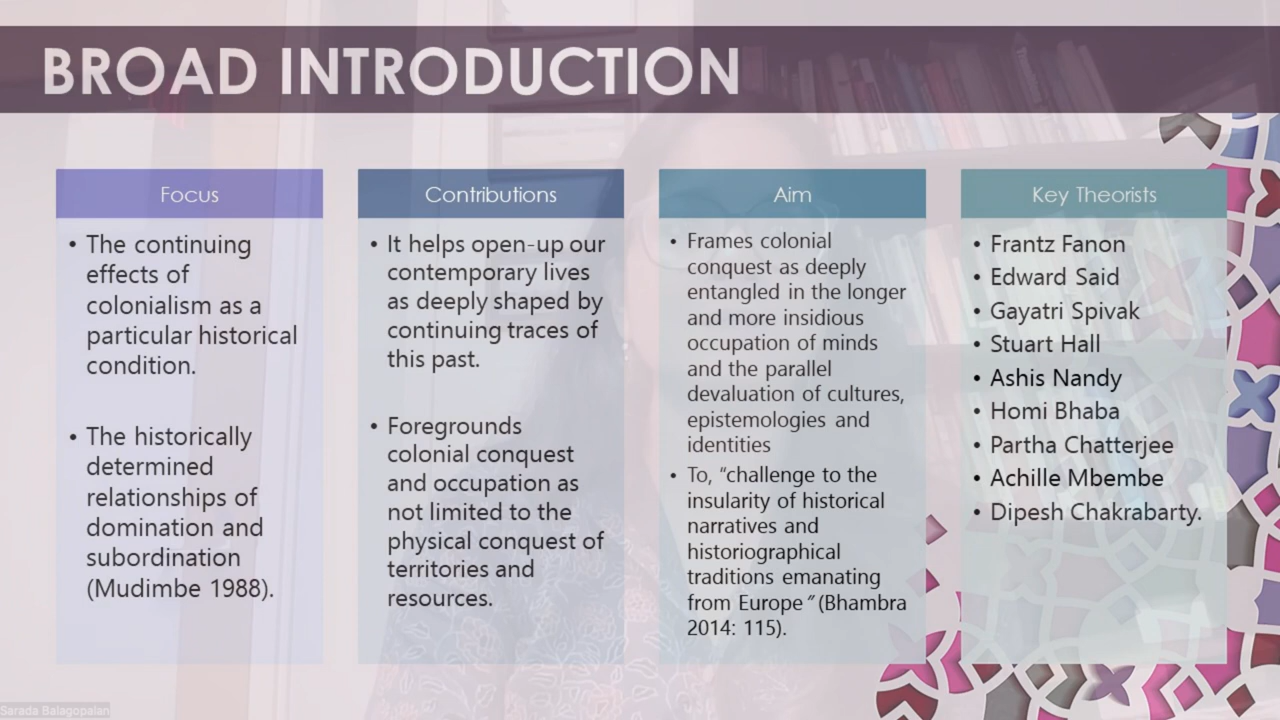 BROAD INTRODUCTION
Focus
• The continuing
effects of
colonialism as a
particular historical
condition.
• The historically
determined
relationships of
domination and
subordination
(Mudimbe 1988).
Contributions
• It helps open-up our
contemporary lives
as deeply shaped by
continuing traces of
this past.
• Foregrounds
colonial conquest
and occupation as
not limited to the
physical conquest of
territories and
resources.
Aim
• Frames colonial
conquest as deeply
entangled in the longer
and more insidious
occupation of minds
and the parallel
devaluation of cultures,
epistemologies and
identities
• To, “challenge to the
insularity of historical
narratives and
historiographical
traditions emanating
from Europe ” (Bhambra
2014: 115).
Key Theorists
• Frantz Fanon
• Edward Said
• Gayatri Spivak
• Stuart Hall
• Ashis Nandy
• Homi Bhaba
• Partha Chatterjee
• Achille Mbembe
• Dipesh Chakrabarty.
Sarada Balagopalan